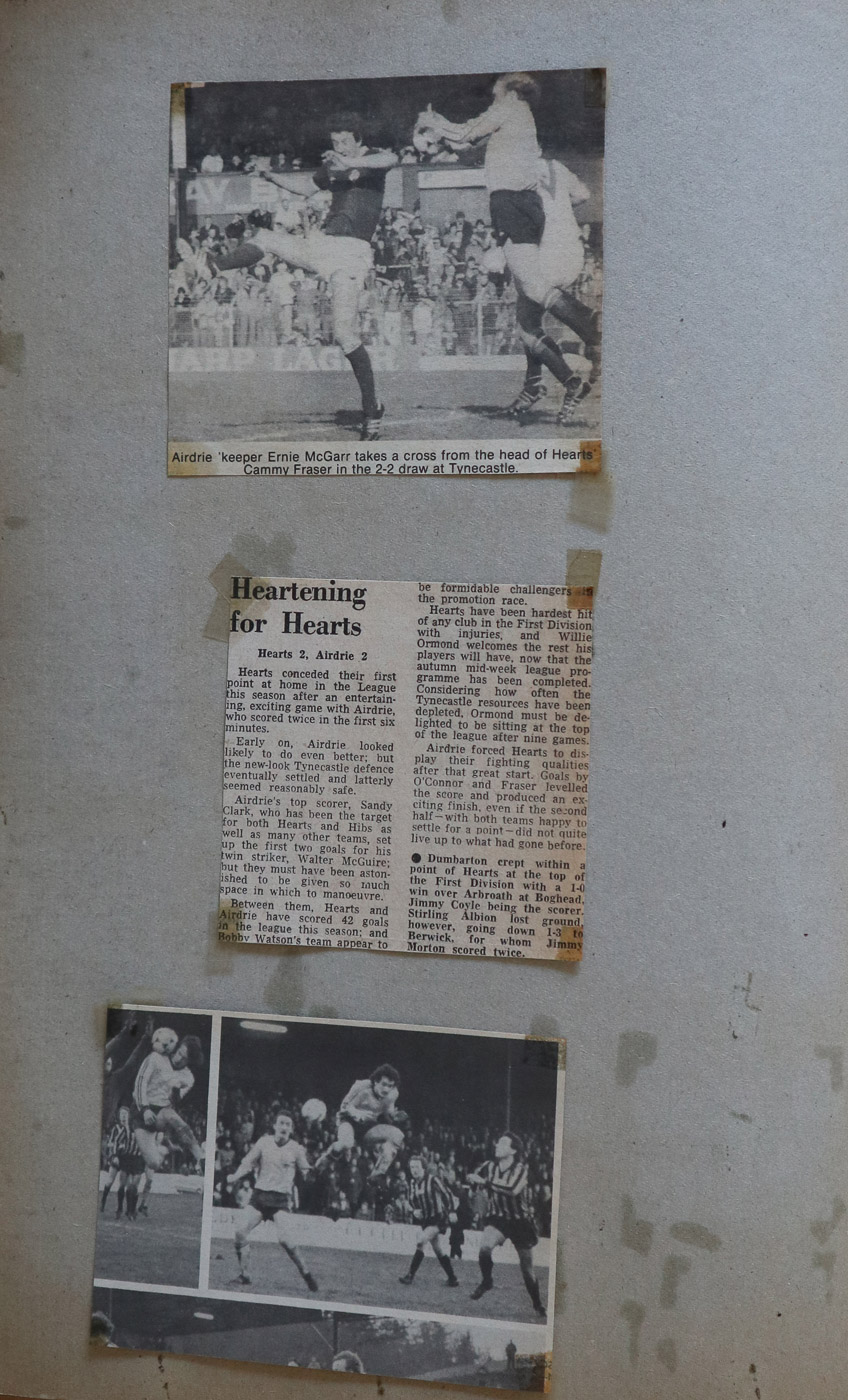 AV E
ARP LAG R
Airdrie 'keeper Ernie McGarr takes a cross from the head of Hearts'
Cammy Fraser in the 2-2 draw at Tynecastle.
Heartening
for Hearts
Hearts 2, Airdrie 2
Hearts conceded their first
point at home in the League
this season after an entertain-
ing, exciting game with Airdrie,
who scored twice in the first six
minutes.
Early on, Airdrie looked
likely to do even better; but
the new-look Tynecastle defence
eventually settled and latterly
seemed reasonably safe.
Airdrie's top scorer, Sandy
Clark, who has been the target
for both Hearts and Hibs as
well as many other teams, set
up the first two goals for his
twin striker, Walter McGuire;
but they must have been aston-
ished to be given so much
space in which to manoeuvre.
Between them, Hearts and
Airdrie have scored 42 goals
in the league this season; and
Bobby Watson's team appear to
be formidable challengers in
the promotion race.
Hearts have been hardest hit
of any club in the First Division
with injuries, and Willie
Ormond welcomes the rest his
players will have, now that the
autumn mid-week league pro-
gramme has been completed.
Considering how often the
Tynecastle resources have been
depleted, Ormond must be de-
lighted to be sitting at the top
of the league after nine games.
Airdrie forced Hearts to dis-
play their fighting qualities
after that great start. Goals by
O'Connor and Fraser levelled
the score and produced an ex-
citing finish, even if the second
half—with both teams happy to
settle for a point—did not quite
live up to what had gone before.
● Dumbarton crept within a
point of Hearts at the top of
the First Division with a 1-0
win over Arbroath at Boghead,
Jimmy Coyle being the scorer.
Stirling Albion lost ground,
however, going down 1-3 to
Berwick, for whom Jimmy
Morton scored twice.